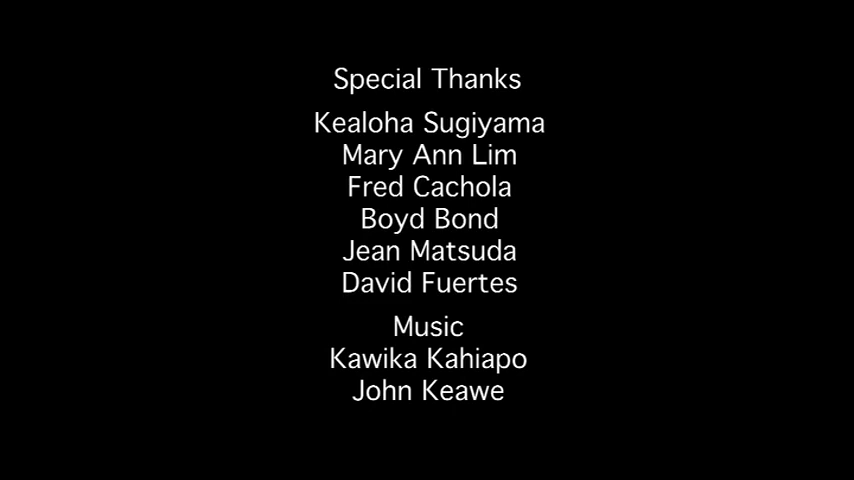 Special Thanks
Kealoha Sugiyama
Mary Ann Lim
Fred Cachola
Boyd Bond
Jean Matsuda
David Fuertes
Music
Kawika Kahiapo
John Keawe